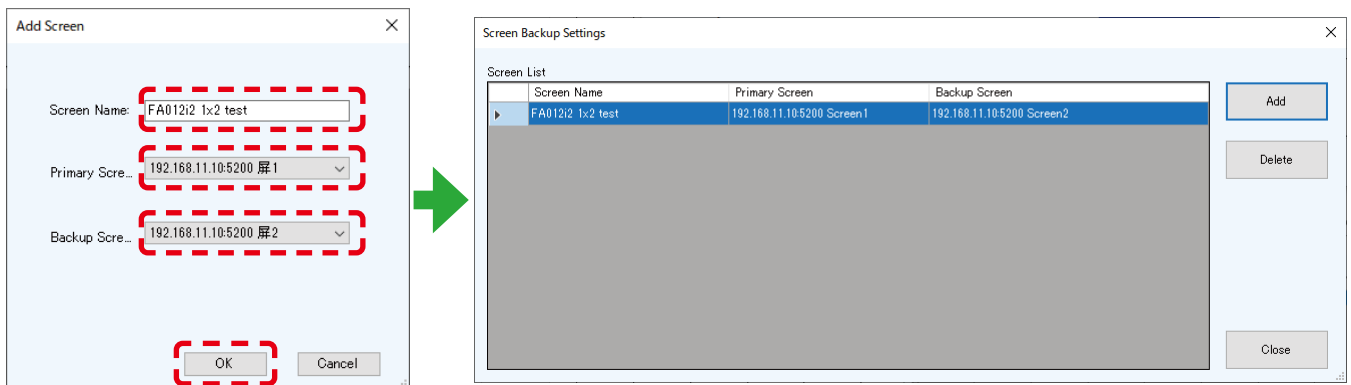 Add Screen
Screen Name: FA012i2 1x2 test
Primary Scre... 192.168.11.10:5200 屏1
Backup Scre... 192.168.11.10:5200 屏2
OK Cancel
Screen Backup Settings
Screen List
Screen Name Primary Screen Backup Screen
FA012i2 1x2 test 192.168.11.10:5200 Screen1 192.168.11.10:5200 Screen2
Add
Delete
Close